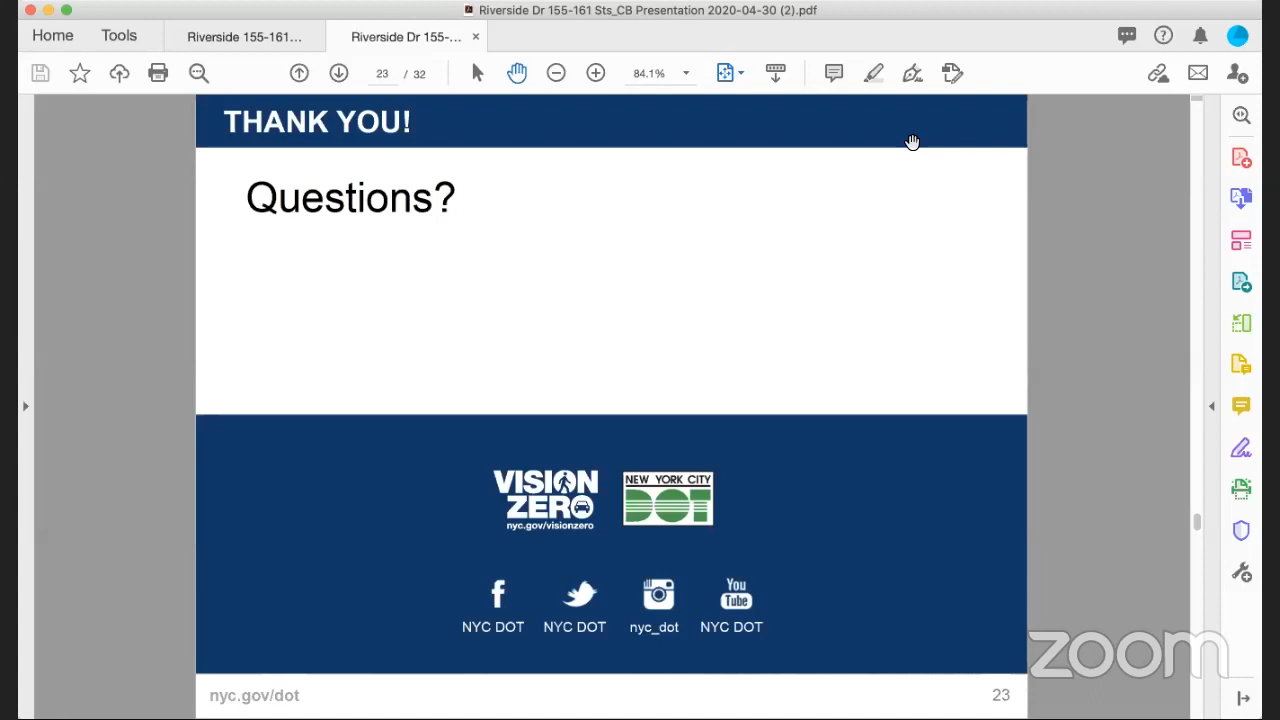 Riverside Dr 155-161 Sts_CB Presentation 2020-04-30 (2).pdf
Home
Tools
Riverside 155-161...
Riverside Dr 155-...
×
23 / 32
84.1%
THANK YOU!
Questions?
VISION
ZERO
nyc.gov/visionzero
NEW YORK CITY
DOT
f
You
Tube
NYC DOT
NYC DOT
nyc_dot
NYC DOT
zoom
nyc.gov/dot
23